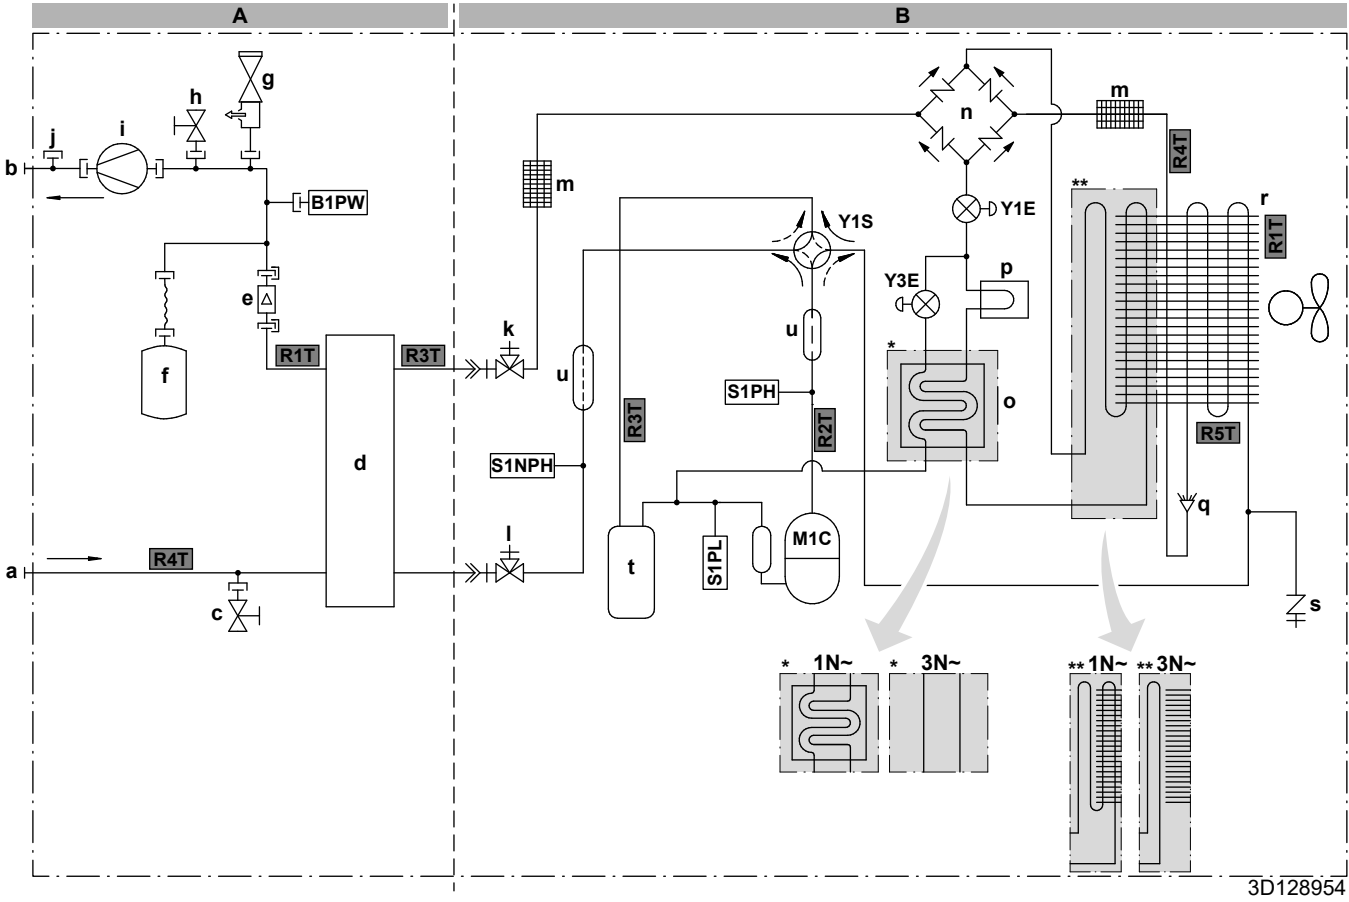 A B
g
h
j i m n m
b R4T
m **
B1PW Y1E r
Y1S R1T
Y3E p
e
k u
*
R1T R3T
f u
S1PH o
R3T R2T
R5T
d
S1NPH
q
l M1C
R4T
a t S1PL
c s
* 1N~ * 3N~ ** 1N~ ** 3N~
3D128954